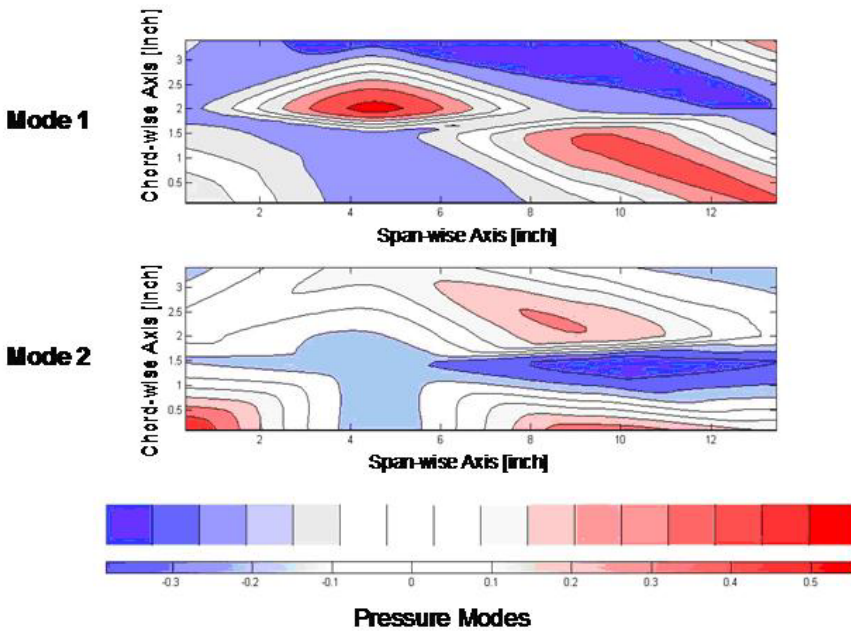 Mode 1
Chord-wise Axis [inch]
3
2.5
2
1.5
1
0.5
2 4 6 8 10 12
Span-wise Axis [inch]
Mode 2
Chord-wise Axis [inch]
3
2.5
2
1.5
1
0.5
2 4 6 8 10 12
Span-wise Axis [inch]
-0.3 -0.2 -0.1 0 0.1 0.2 0.3 0.4 0.5
Pressure Modes